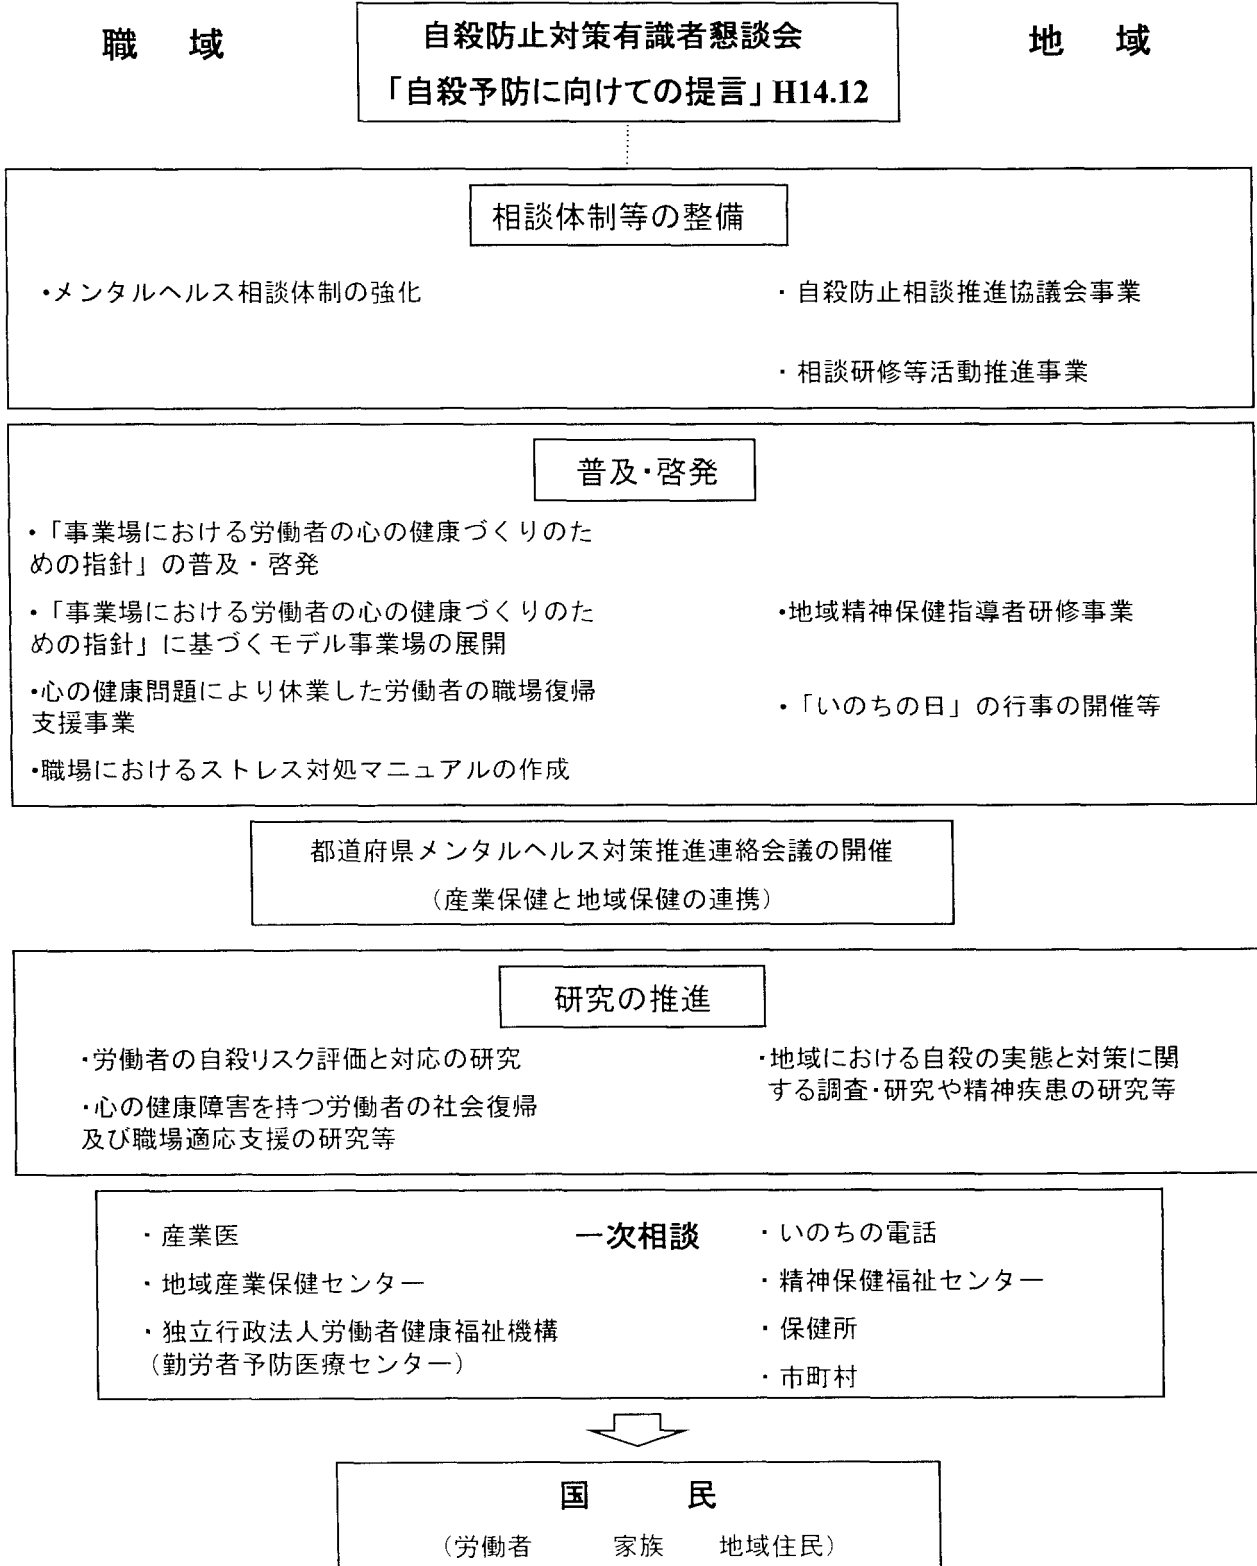 職 域
自殺防止対策有識者懇談会
「自殺予防に向けての提言」H14.12
地 域
相談体制等の整備
・メンタルヘルス相談体制の強化
・自殺防止相談推進協議会事業
・相談研修等活動推進事業
普及・啓発
・「事業場における労働者の心の健康づくりのた
めの指針」の普及・啓発
・「事業場における労働者の心の健康づくりのた
めの指針」に基づくモデル事業場の展開
・心の健康問題により休業した労働者の職場復帰
支援事業
・職場におけるストレス対処マニュアルの作成
・地域精神保健指導者研修事業
・「いのちの日」の行事の開催等
都道府県メンタルヘルス対策推進連絡会議の開催
（産業保健と地域保健の連携）
研究の推進
・労働者の自殺リスク評価と対応の研究
・心の健康障害を持つ労働者の社会復帰
及び職場適応支援の研究等
・地域における自殺の実態と対策に関
する調査・研究や精神疾患の研究等
一次相談
・産業医
・地域産業保健センター
・独立行政法人労働者健康福祉機構
（勤労者予防医療センター）
・いのちの電話
・精神保健福祉センター
・保健所
・市町村
国 民
（労働者 家族 地域住民）